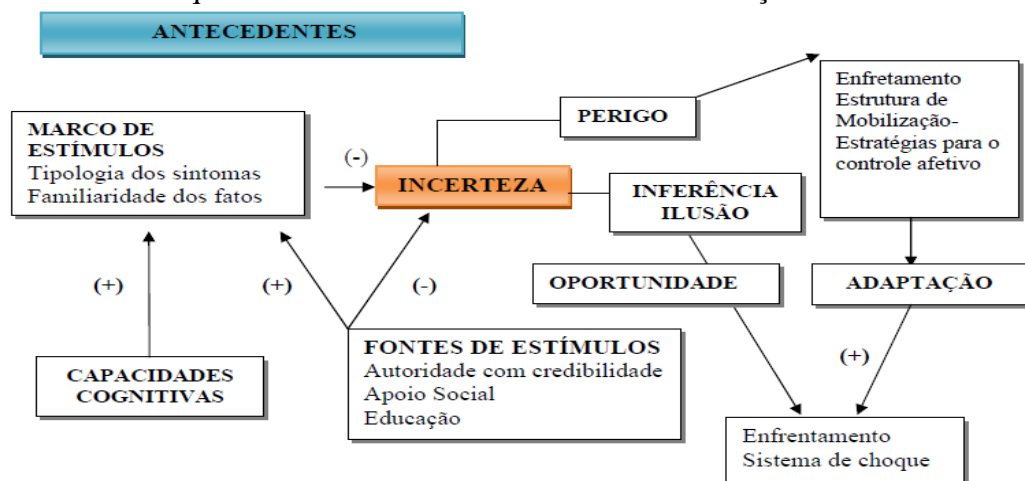 ANTECEDENTES
MARCO DE
ESTÍMULOS
Tipologia dos sintomas
Familiaridade dos fatos
(-)
INCERTEZA
PERIGO
Enfretamento
Estrutura de
Mobilização-
Estratégias para o
controle afetivo
INFERÊNCIA
ILUSÃO
OPORTUNIDADE
ADAPTAÇÃO
(+)
(+)
(-)
(+)
CAPACIDADES
COGNITIVAS
FONTES DE ESTÍMULOS
Autoridade com credibilidade
Apoio Social
Educação
Enfrentamento
Sistema de choque